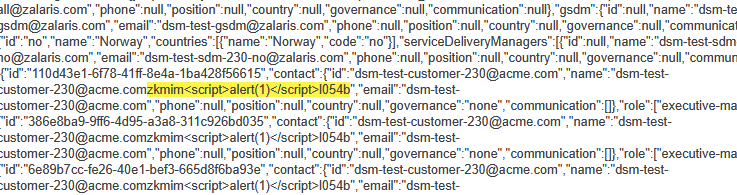 all@zalaris.com","phone":null,"position":null,"country":null,"governance":null,"communication":null},"gsdm":{"id":null,"name":"dsm-test-
gsdm@zalaris.com","email":"dsm-test-gsdm@zalaris.com","phone":null,"position":null,"country":null,"governance":null,"communicat
{"id":"no","name":"Norway","countries":[{"name":"Norway","code":"no"}],"serviceDeliveryManagers":[{"id":null,"name":"dsm-test-sdm
no@zalaris.com","email":"dsm-test-sdm-230-no@zalaris.com","phone":null,"position":null,"country":null,"governance":null,"commun
{"id":"110d43e1-6f78-41ff-8e4a-1ba428f56615","contact":{"id":"dsm-test-customer-230@acme.com","name":"dsm-test-
customer-230@acme.comzkmim<script>alert(1)</script>l054b","email":"dsm-test-
customer-230@acme.com","phone":null,"position":null,"country":null,"governance":"none","communication":[]},"role":["executive-ma
{"id":"386e8ba9-9ff6-4d95-a3a8-311c926bd035","contact":{"id":"dsm-test-customer-230@acme.com","name":"dsm-test-
customer-230@acme.comzkmim<script>alert(1)</script>l054b","email":"dsm-test-
customer-230@acme.com","phone":null,"position":null,"country":null,"governance":"none","communication":[]},"role":["executive-ma
{"id":"6e89b7cc-fe26-40e1-bef3-665d8f6ba93e","contact":{"id":"dsm-test-customer-230@acme.com","name":"dsm-test-
customer-230@acme.comzkmim<script>alert(1)</script>l054b","email":"dsm-test-